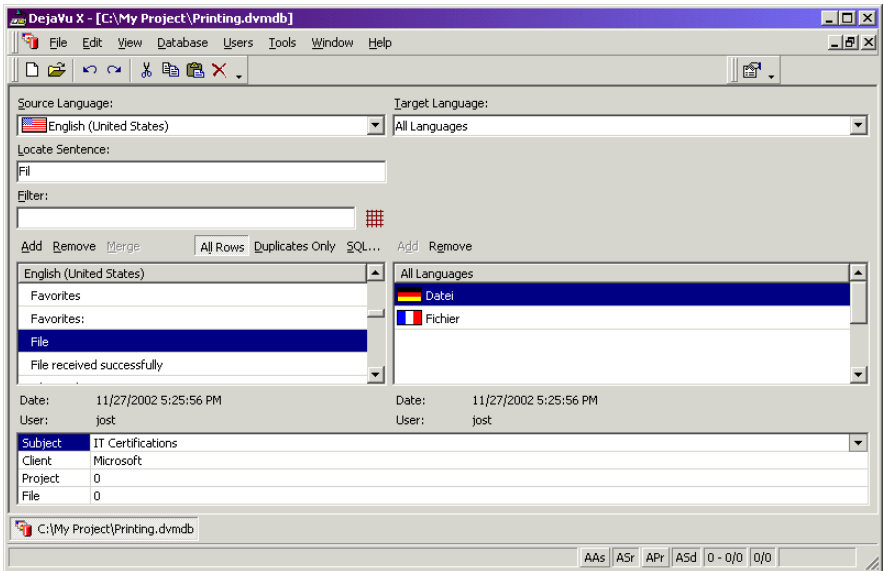 DejaVu X - [C:\My Project\Printing.dvmdb]
File Edit View Database Users Tools Window Help
Source Language: Target Language:
English (United States) All Languages
Locate Sentence:
Fil
Filter:
Add Remove Merge All Rows Duplicates Only SQL... Add Remove
English (United States) All Languages
Favorites Datei
Favorites: Fichier
File
File received successfully
Date: 11/27/2002 5:25:56 PM Date: 11/27/2002 5:25:56 PM
User: jost User: jost
Subject IT Certifications
Client Microsoft
Project 0
File 0
C:\My Project\Printing.dvmdb
AAs ASr APr ASd 0 - 0/0 0/0